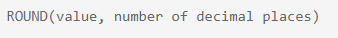 ROUND(value, number of decimal places)